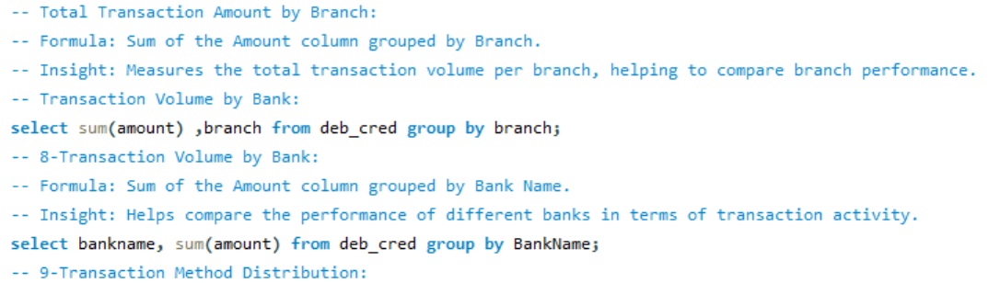 -- Total Transaction Amount by Branch:
-- Formula: Sum of the Amount column grouped by Branch.
-- Insight: Measures the total transaction volume per branch, helping to compare branch performance.
-- Transaction Volume by Bank:
select sum(amount) ,branch from deb_cred group by branch;
-- 8-Transaction Volume by Bank:
-- Formula: Sum of the Amount column grouped by Bank Name.
-- Insight: Helps compare the performance of different banks in terms of transaction activity.
select bankname, sum(amount) from deb_cred group by BankName;
-- 9-Transaction Method Distribution: